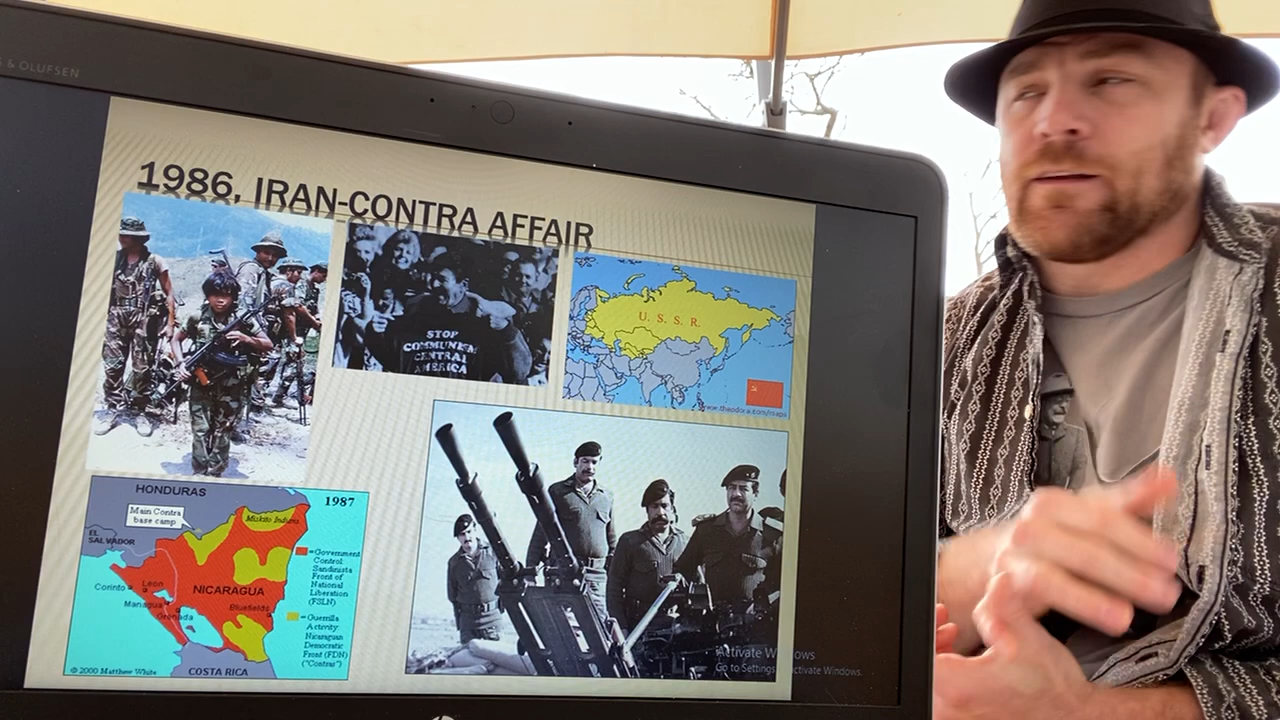 & OLUFSEN
1986, IRAN-CONTRA AFFAIR
STOP
COMMUNISM
CENTRAL
AMERICA
U. S. S. R.
www.theodora.com/maps
HONDURAS
1987
Main Contra
base camp
Miskito Indians
EL
SALVADOR
Corinto
Leon
NICARAGUA
Managua
Bluefields
Granada
COSTA RICA
© 2000 Matthew White
=Government
Control:
Sandinista
Front of
National
Liberation
(FSLN)
=Guerrilla
Activity:
Nicaraguan
Democratic
Front (FDN)
("Contras")
Activate Windows
Go to Settings activate Windows.